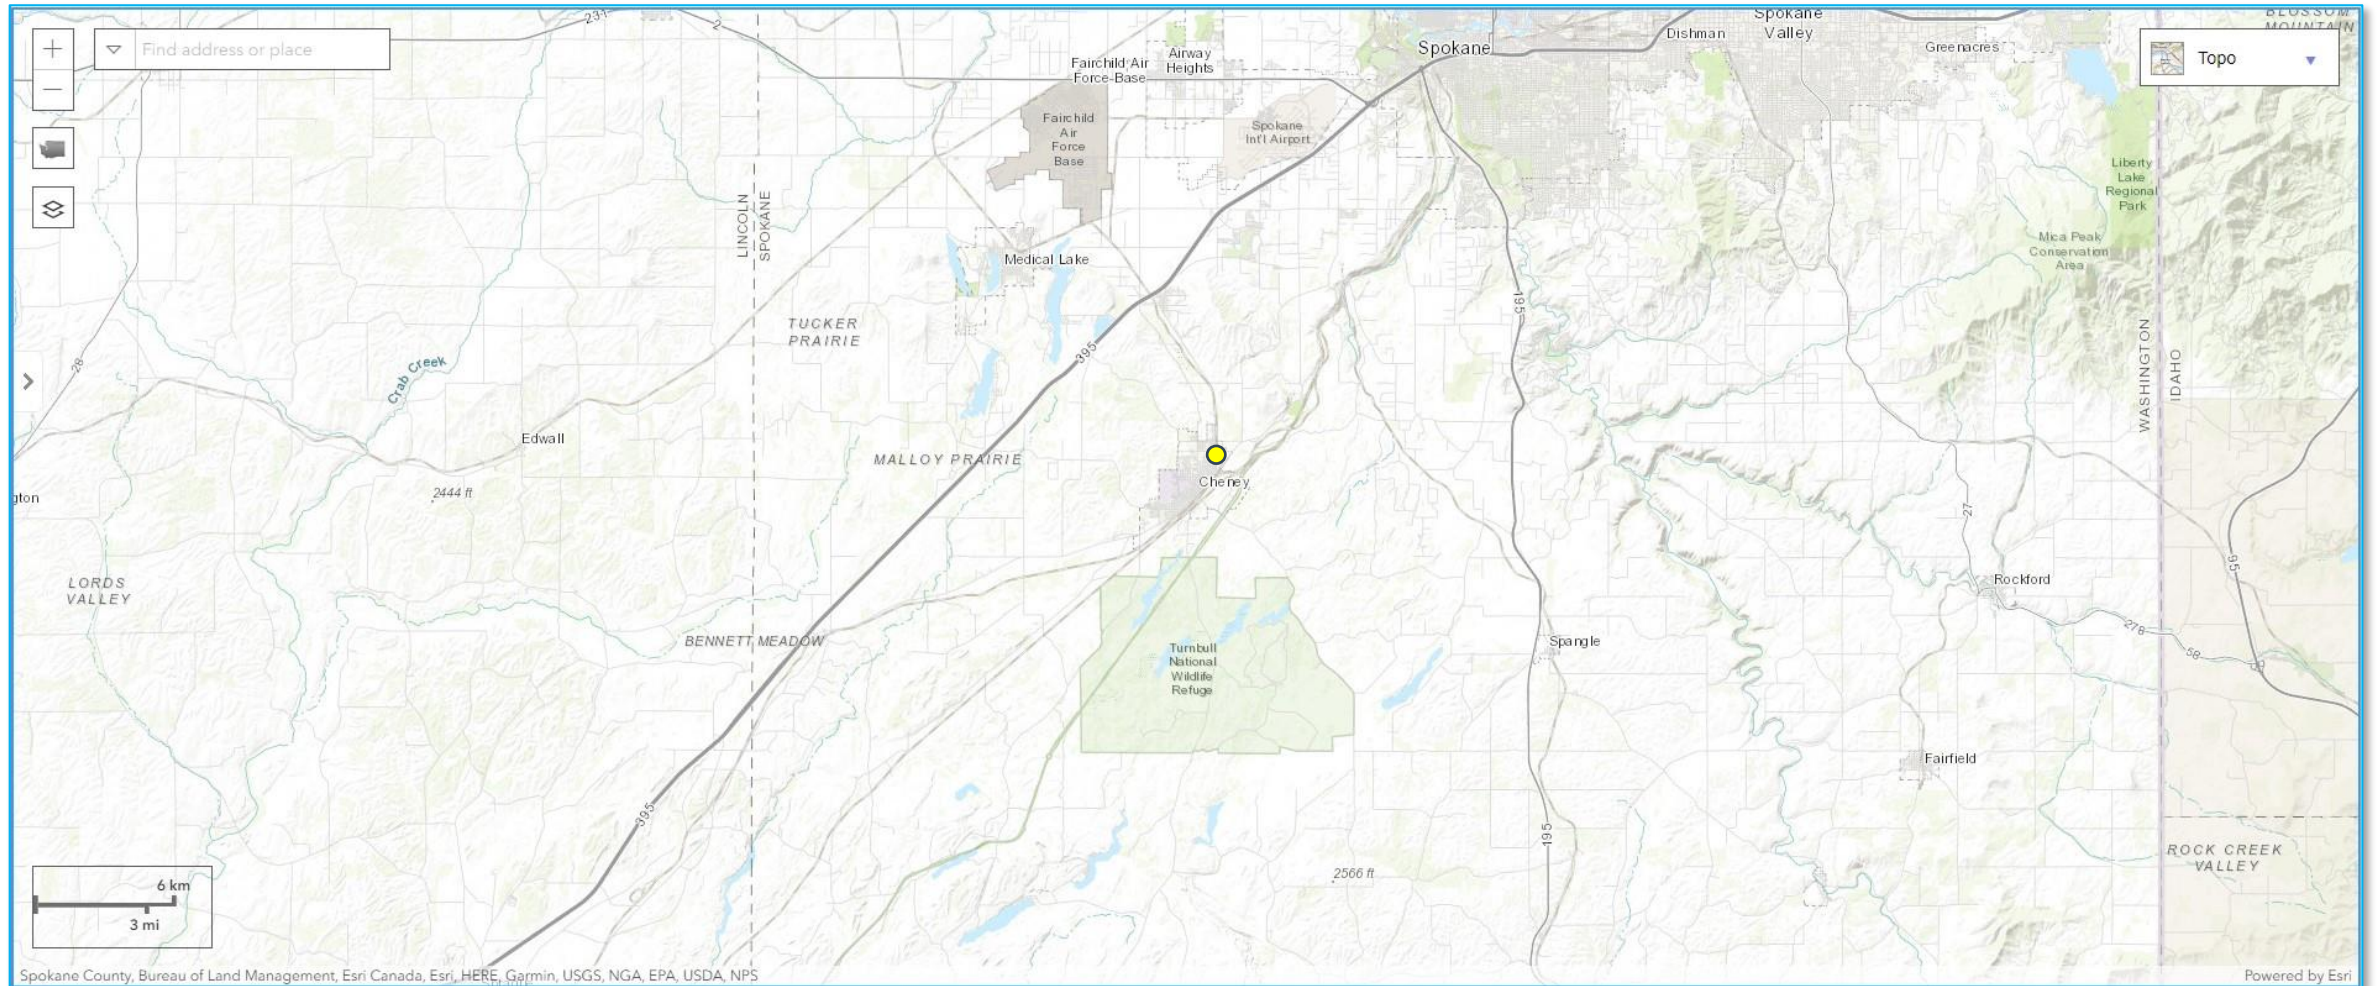 231
2
Find address or place
Fairchild Air
Force Base
Airway
Heights
Spokane
Dishman
Spokane
Valley
Greenacres
BLOSSOM
MOUNTAIN
Topo
Fairchild
Air
Force
Base
Spokane
Int'l Airport
Liberty
Lake
Regional
Park
Mica Peak
Conservation
Area
LINCOLN
SPOKANE
Medical Lake
195
TUCKER
PRAIRIE
395
28
Crab Creek
WASHINGTON
IDAHO
Edwall
MALLOY PRAIRIE
Cheney
2444 ft
gton
27
95
LORDS
VALLEY
Rockford
278
58
BENNETT MEADOW
Turnbull
National
Wildlife
Refuge
Spangle
Fairfield
395
195
ROCK CREEK
VALLEY
2566 ft
6 km
3 mi
Spokane County, Bureau of Land Management, Esri Canada, Esri, HERE, Garmin, USGS, NGA, EPA, USDA, NPS
Powered by Esri